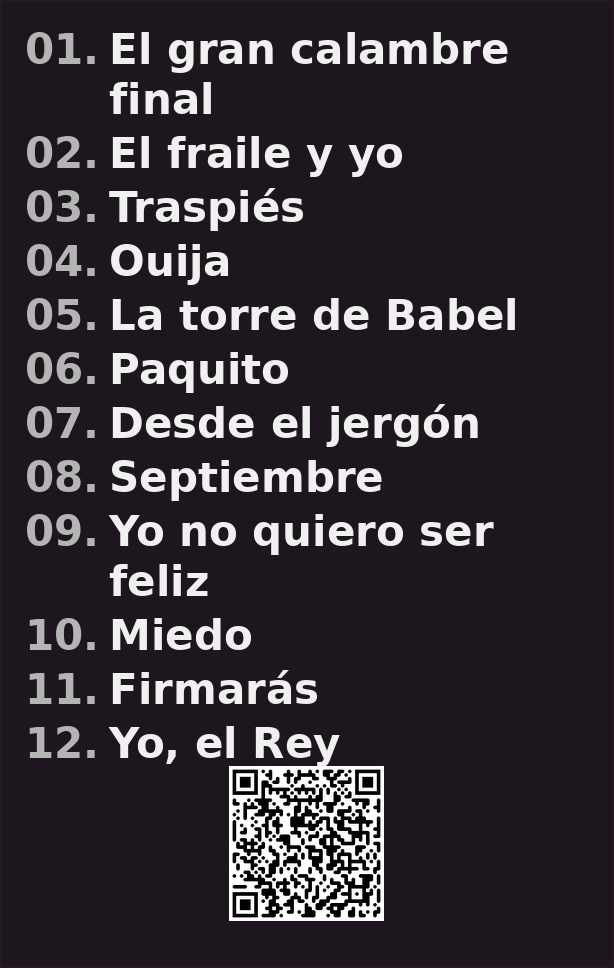 01. El gran calambre
final
02. El fraile y yo
03. Traspiés
04. Ouija
05. La torre de Babel
06. Paquito
07. Desde el jergón
08. Septiembre
09. Yo no quiero ser
feliz
10. Miedo
11. Firmarás
12. Yo, el Rey